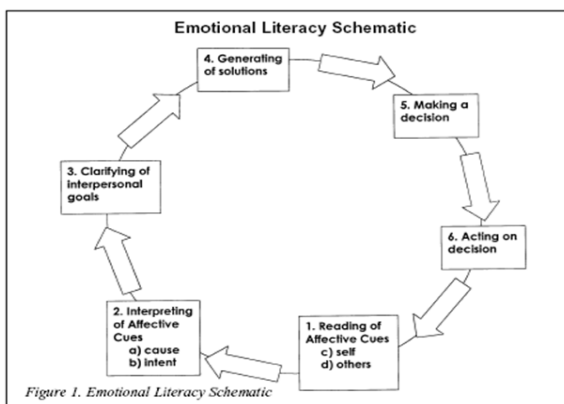 Emotional Literacy Schematic
4. Generating
of solutions
5. Making a
decision
3. Clarifying of
interpersonal
goals
6. Acting on
decision
2. Interpreting
of Affective
Cues
a) cause
b) intent
1. Reading of
Affective Cues
c) self
d) others
Figure 1. Emotional Literacy Schematic